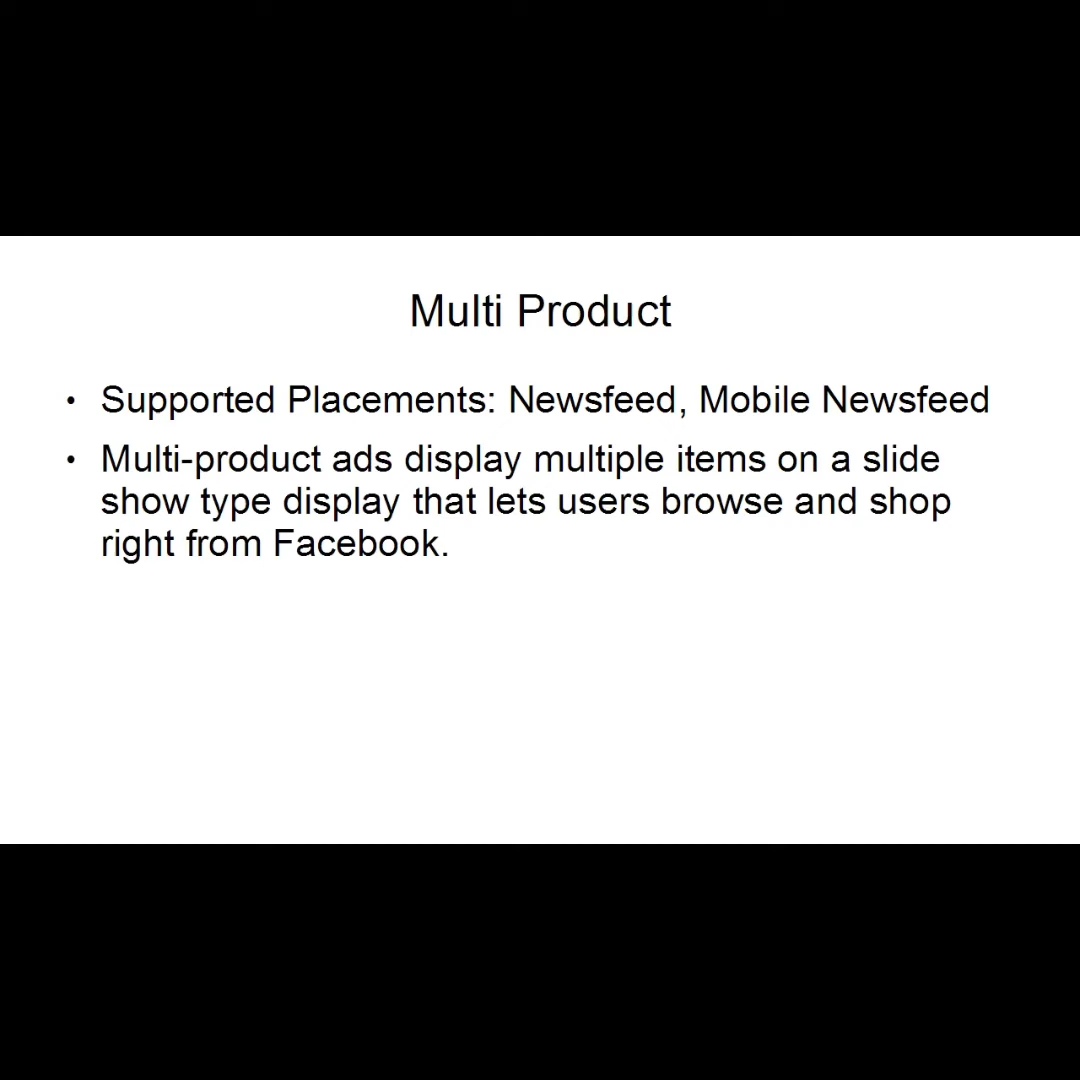 Multi Product
• Supported Placements: Newsfeed, Mobile Newsfeed
• Multi-product ads display multiple items on a slide
show type display that lets users browse and shop
right from Facebook.